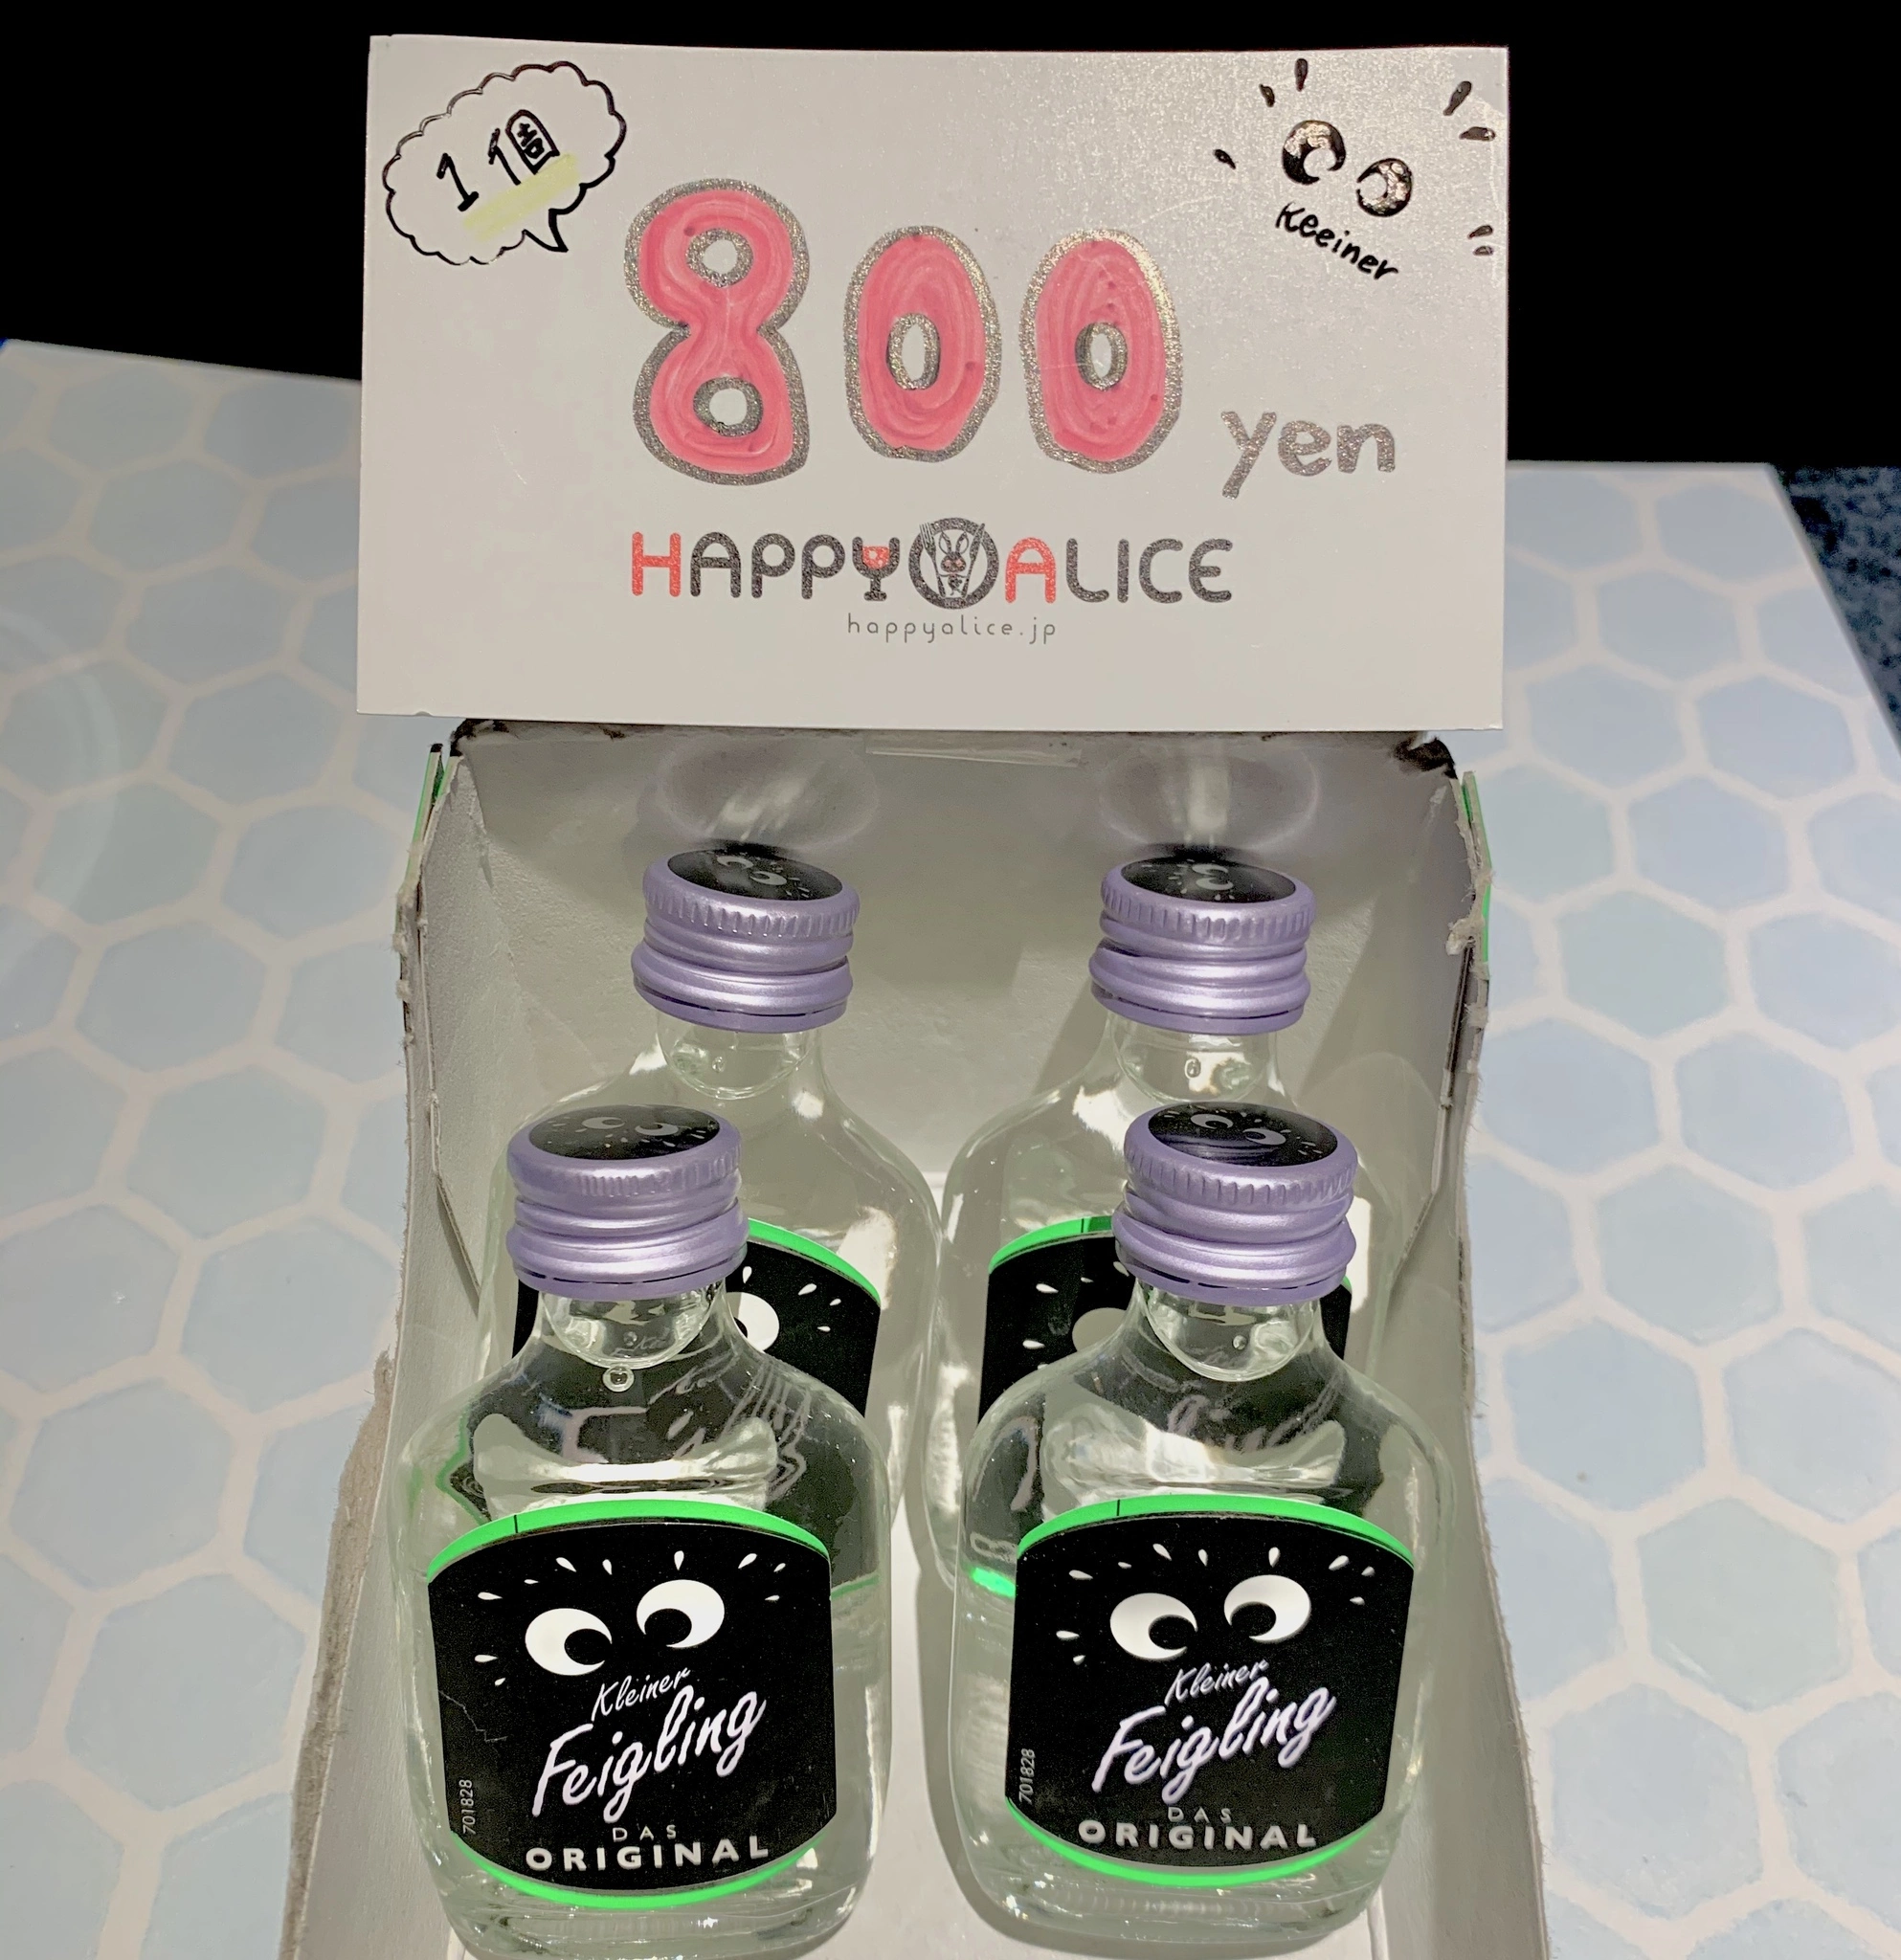 1個
Keeiner
800 yen
HAPPY ALICE
happyalice.jp
Kleiner
Feigling
DAS
ORIGINAL
701828
Kleiner
Feigling
DAS
ORIGINAL
701828